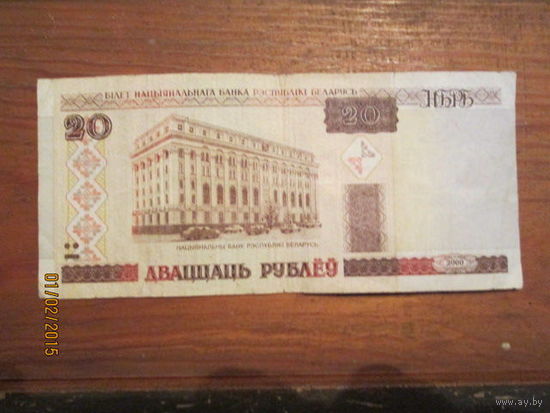 БІЛЕТ НАЦЫЯНАЛЬНАГА БАНКА РЭСПУБЛІКІ БЕЛАРУСЬ
20
20
НБРБ
НАЦЫЯНАЛЬНЫ БАНК РЭСПУБЛІКІ БЕЛАРУСЬ
ДВАЦЦАЦЬ РУБЛЁЎ
2000
01/02/2015
www.ay.by